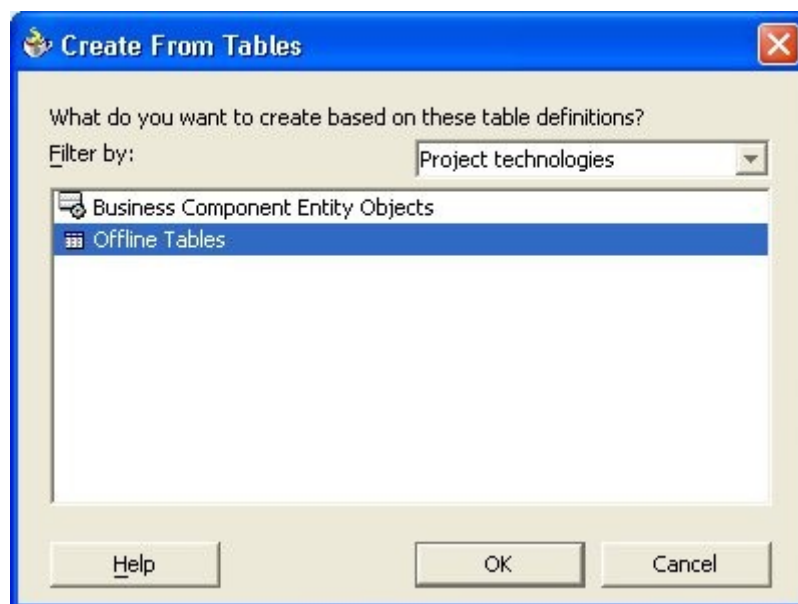 Create From Tables
What do you want to create based on these table definitions?
Filter by: Project technologies
Business Component Entity Objects
Offline Tables
Help OK Cancel